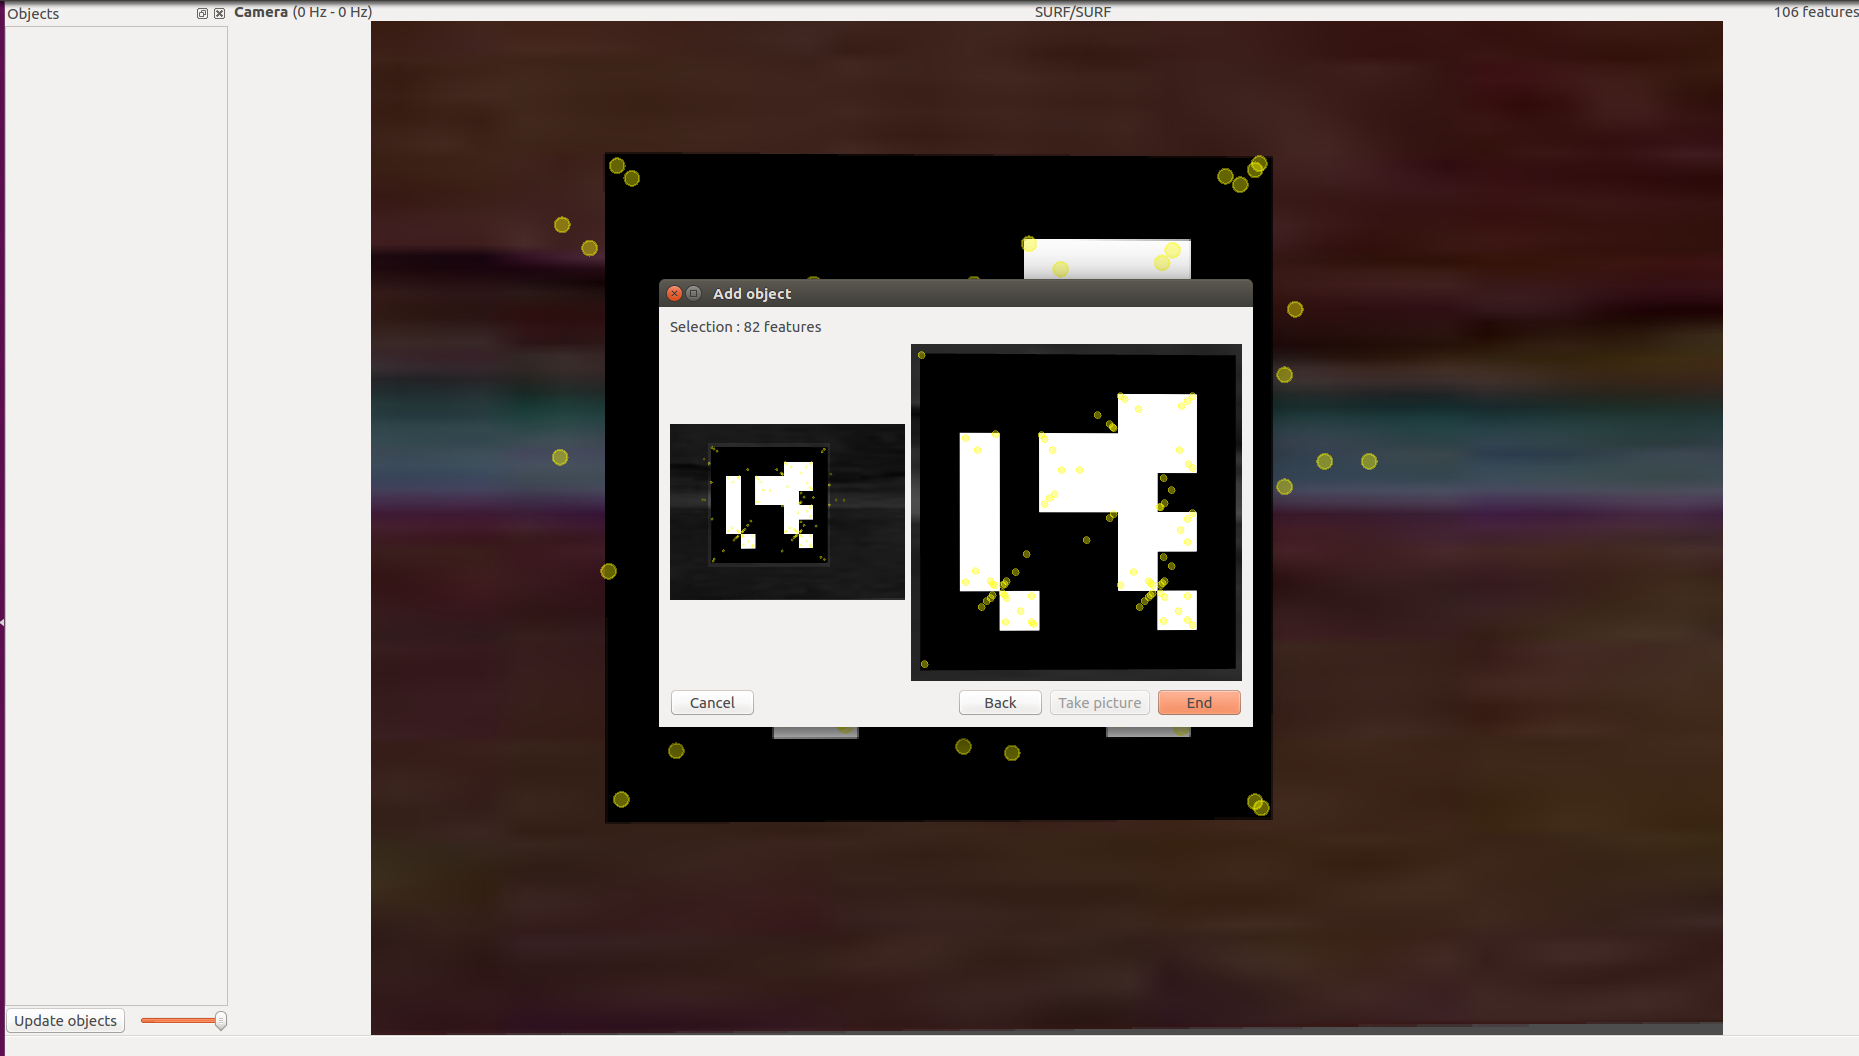 Objects
Camera (0 Hz - 0 Hz)
SURF/SURF
106 features
Add object
Selection : 82 features
Cancel
Back
Take picture
End
Update objects